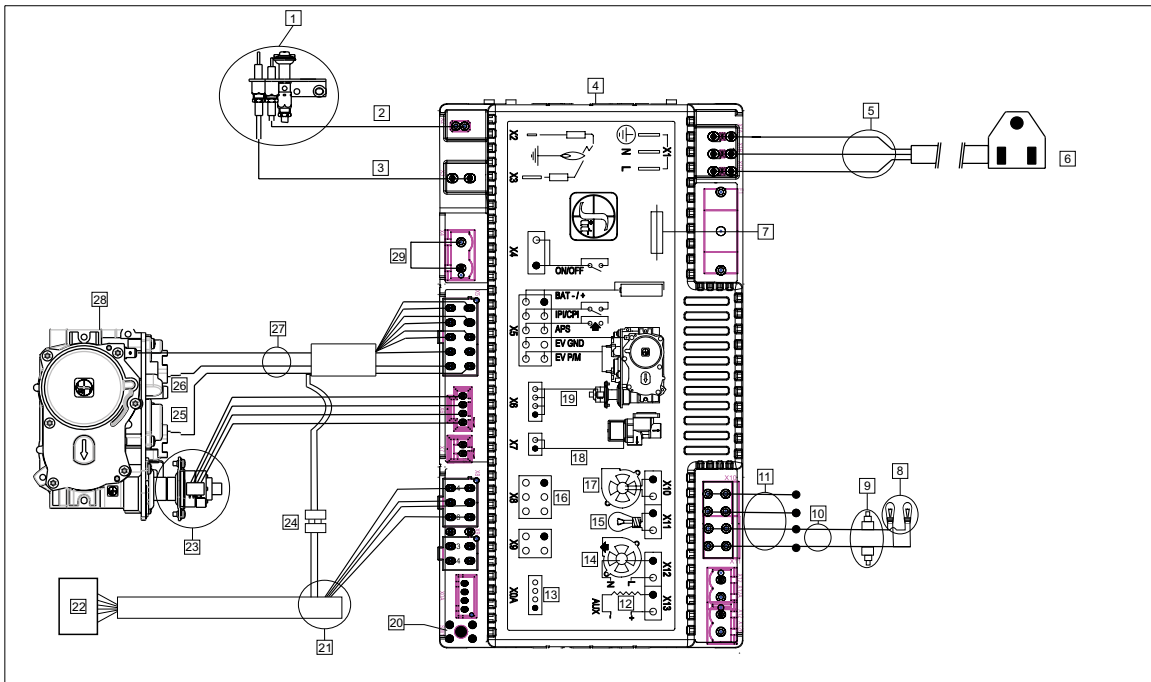 1
2
3
4
5
6
7
8
9
10
11
12
13
14
15
16
17
18
19
20
21
22
23
24
25
26
27
28
29
X2
X3
X4
X5
X6
X7
X8
X9
X0A
X1
N
L
ON/OFF
BAT - / +
IPI/CPI
APS
EV GND
EV P/M
X10
X11
X12
X13
N
L
AUX
- +